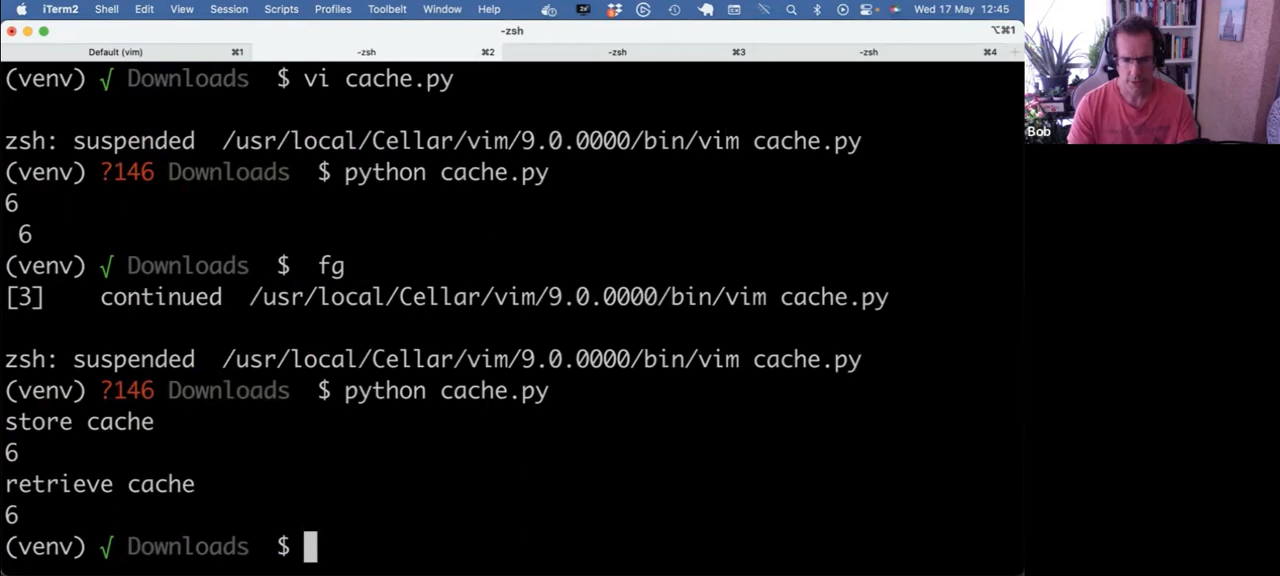 iTerm2 Shell Edit View Session Scripts Profiles Toolbelt Window Help Wed 17 May 12:45
-zsh ⌥⌘1
Default (vim) ⌘1 -zsh ⌘2 -zsh ⌘3 -zsh ⌘4
(venv) √ Downloads $ vi cache.py
zsh: suspended /usr/local/Cellar/vim/9.0.0000/bin/vim cache.py
(venv) ?146 Downloads $ python cache.py
6
6
(venv) √ Downloads $ fg
[3] continued /usr/local/Cellar/vim/9.0.0000/bin/vim cache.py
zsh: suspended /usr/local/Cellar/vim/9.0.0000/bin/vim cache.py
(venv) ?146 Downloads $ python cache.py
store cache
6
retrieve cache
6
(venv) √ Downloads $
Bob